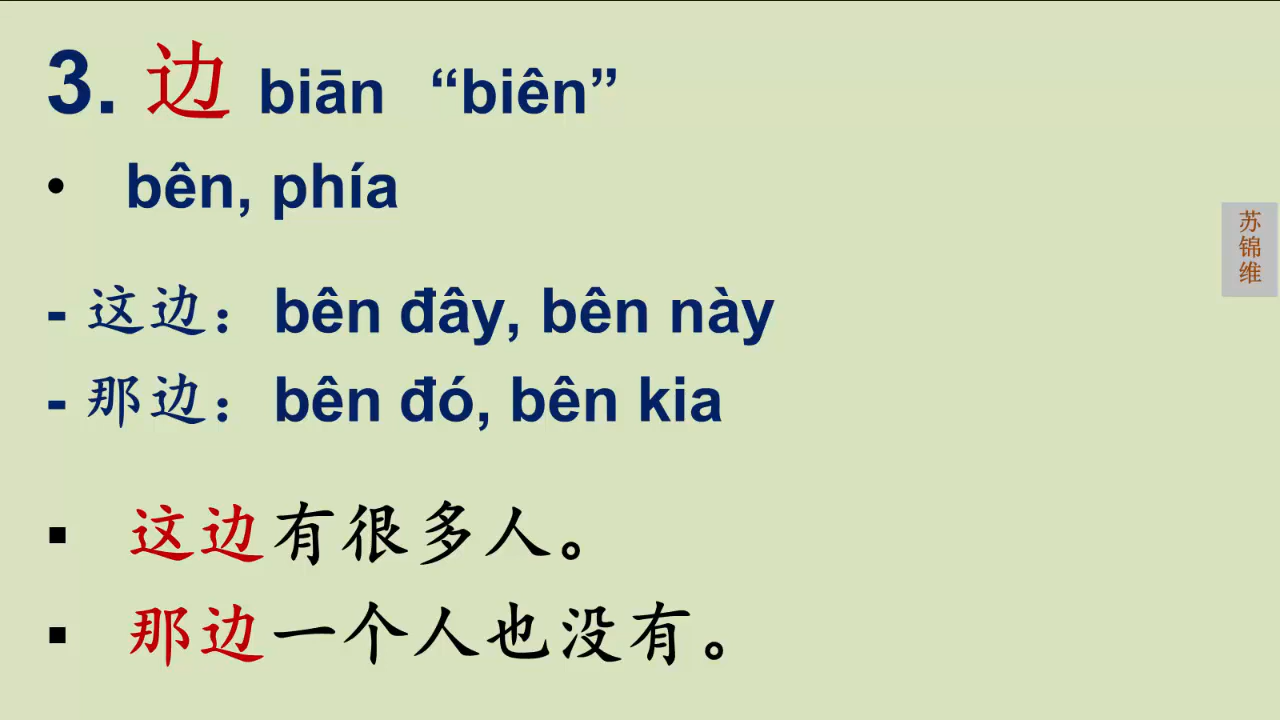 3. 边 biān “biên”
• bên, phía
- 这边：bên đây, bên này
- 那边：bên đó, bên kia
▪ 这边有很多人。
▪ 那边一个人也没有。
苏锦维